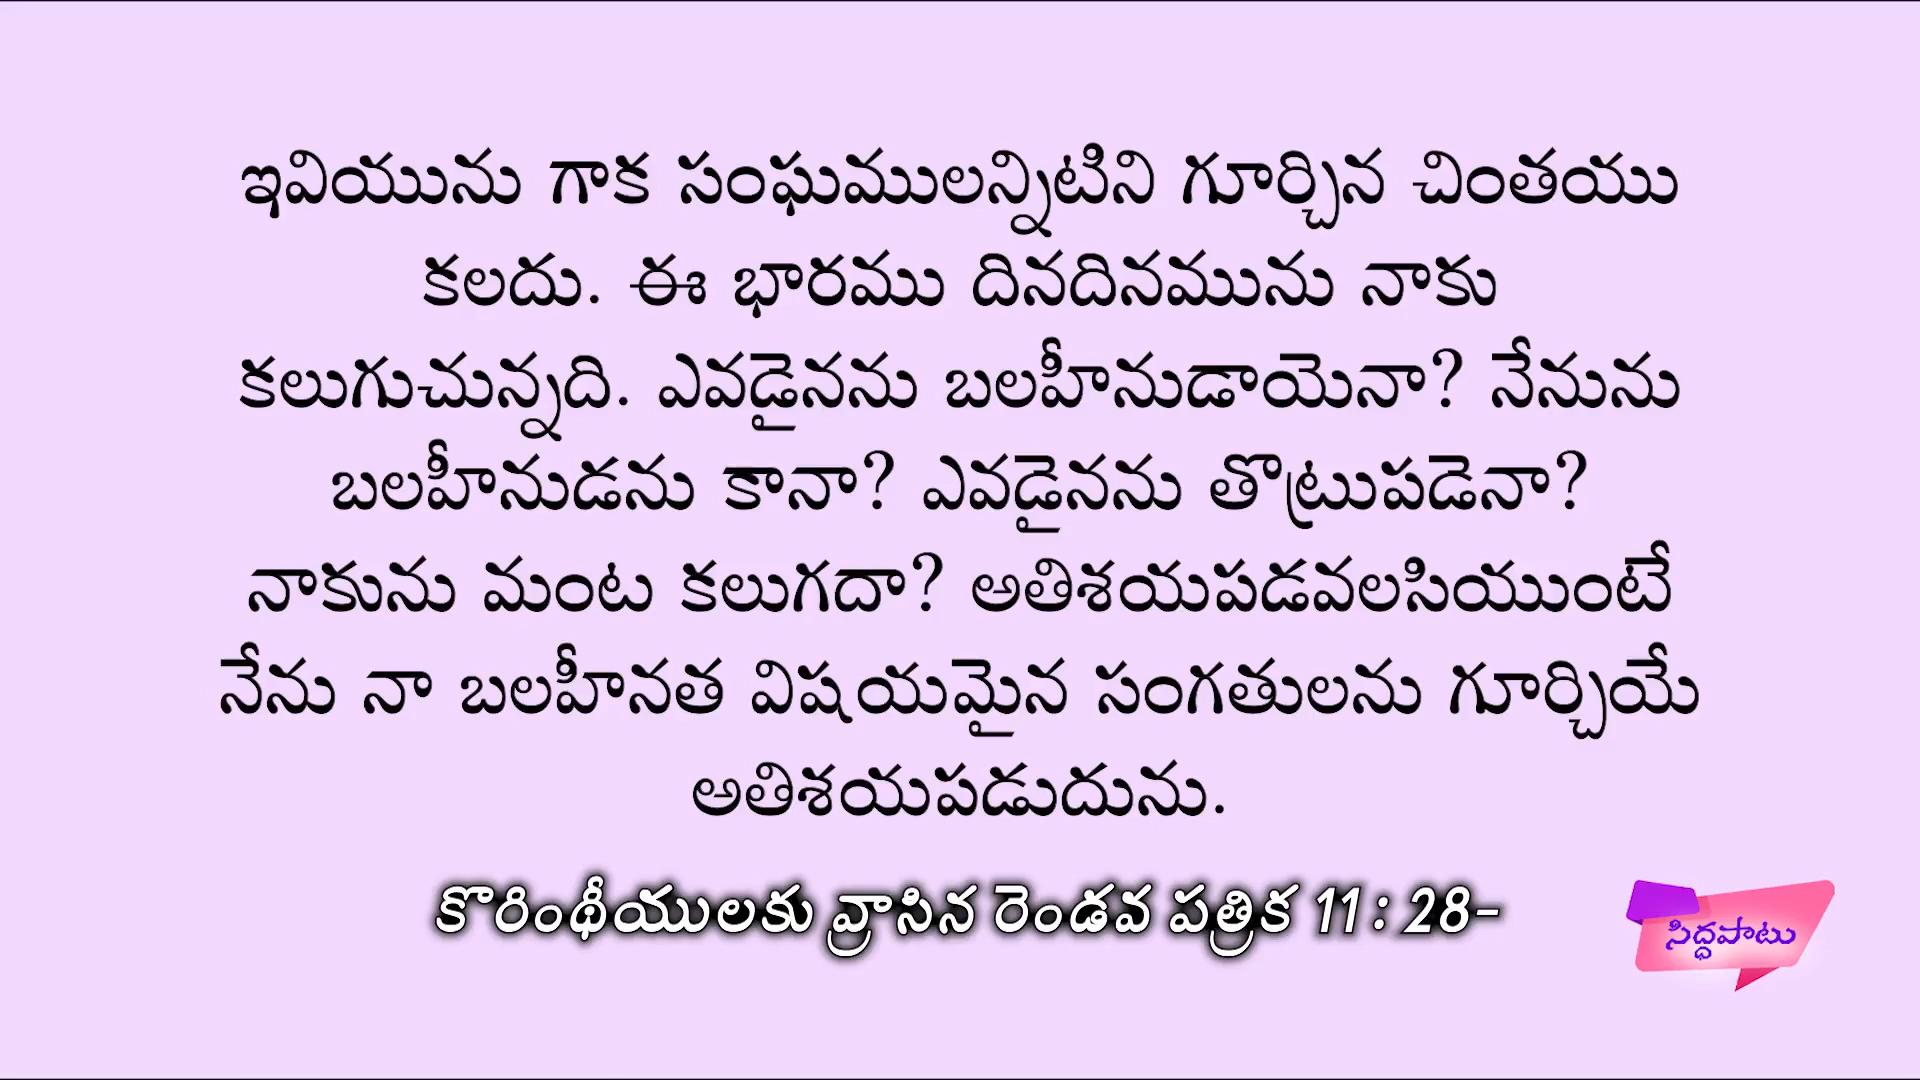 ఇవియును గాక సంఘములన్నిటిని గూర్చిన చింతయు
కలదు. ఈ భారము దినదినమును నాకు
కలుగుచున్నది. ఎవడైనను బలహీనుడాయెనా? నేనును
బలహీనుడను కానా? ఎవడైనను తొట్రుపడెనా?
నాకును మంట కలుగదా? అతిశయపడవలసియుంటే
నేను నా బలహీనత విషయమైన సంగతులను గూర్చియే
అతిశయపడుదును.
కొరింథీయులకు వ్రాసిన రెండవ పత్రిక 11 : 28-
సిద్ధపాటు